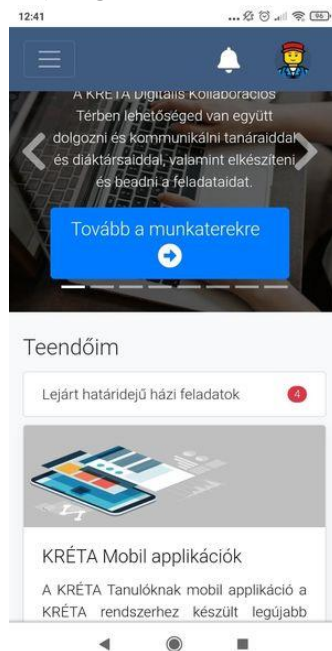 12:41
96
A KRÉTA Digitális Kollaborációs
Térben lehetőséged van együtt
dolgozni és kommunikálni tanáraiddal
és diáktársaiddal, valamint elkészíteni
és beadni a feladataidat.
Tovább a munkaterekre
Teendőim
Lejárt határidejű házi feladatok
4
KRÉTA Mobil applikációk
A KRÉTA Tanulóknak mobil applikáció a
KRÉTA rendszerhez készült legújabb